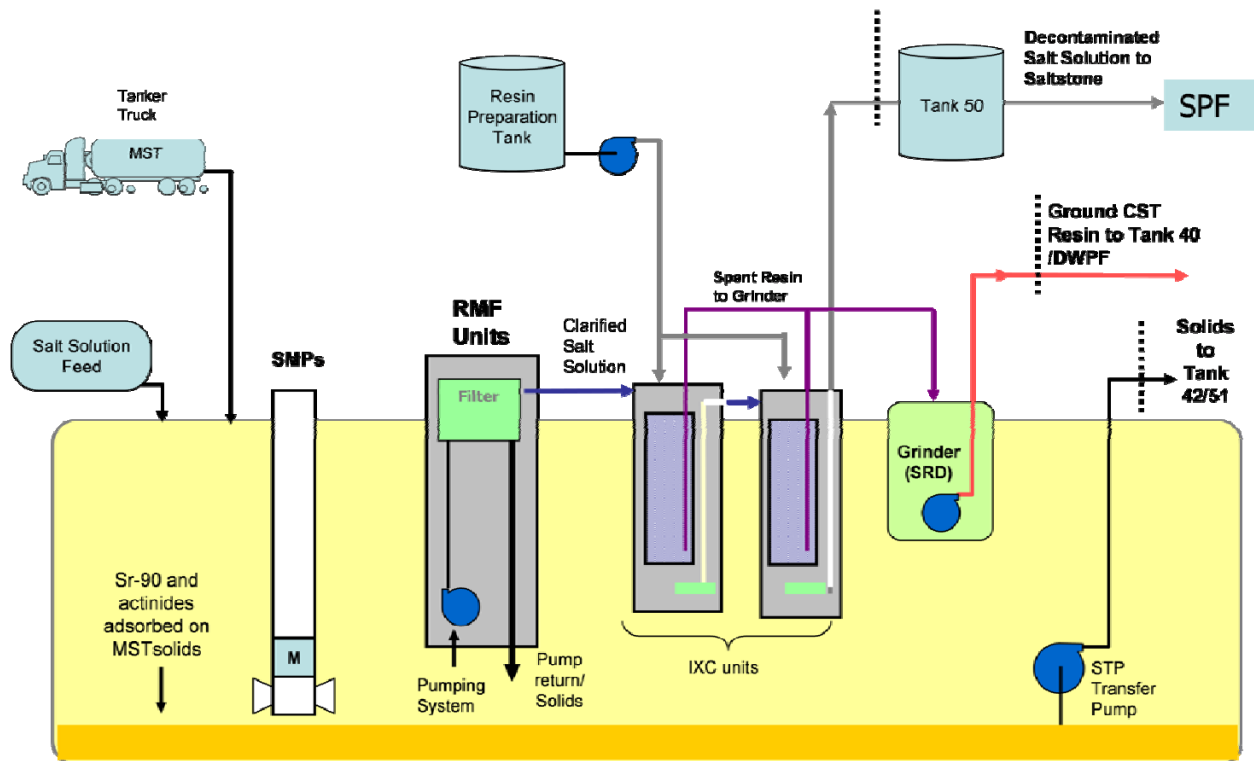 Tanker
Truck
MST
Resin
Preparation
Tank
Tank 50
Decontaminated
Salt Solution to
Saltstone
SPF
Ground CST
Resin to Tank 40
/DWPF
Spent Resin
to Grinder
Solids
to
Tank
42/51
Salt Solution
Feed
SMPs
RMF
Units
Clarified
Salt
Solution
Filter
Grinder
(SRD)
Sr-90 and
actinides
adsorbed on
MSTsolids
M
Pumping
System
Pump
return/
Solids
IXC units
STP
Transfer
Pump